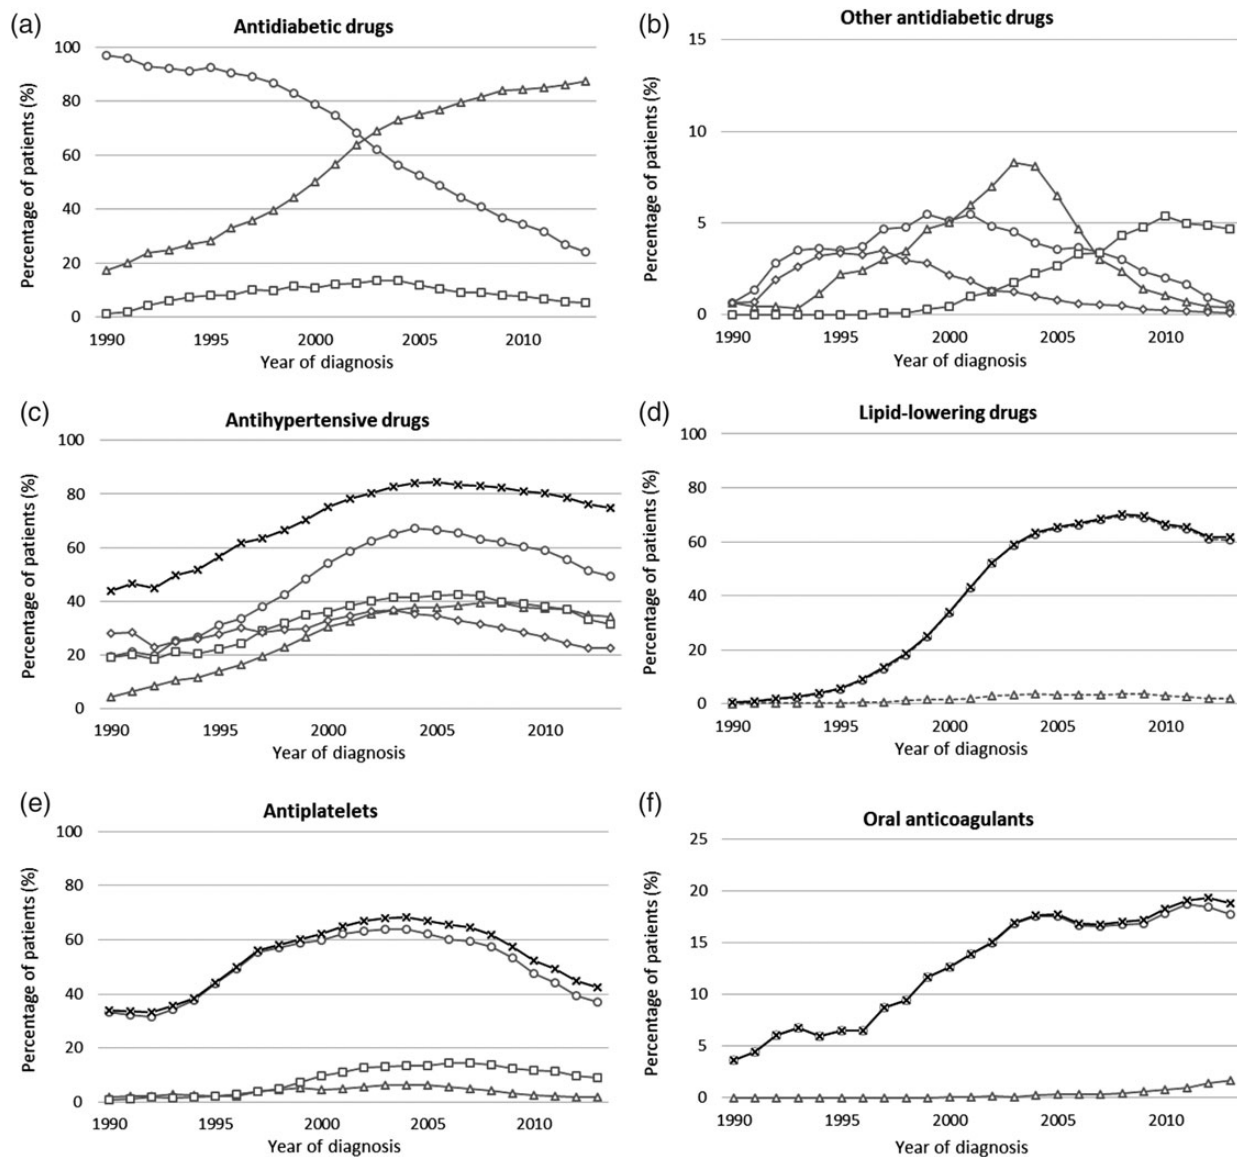 (a)
Antidiabetic drugs
Percentage of patients (%)
100
80
60
40
20
0
1990 1995 2000 2005 2010
Year of diagnosis
(b)
Other antidiabetic drugs
Percentage of patients (%)
15
10
5
0
1990 1995 2000 2005 2010
Year of diagnosis
(c)
Antihypertensive drugs
Percentage of patients (%)
100
80
60
40
20
0
1990 1995 2000 2005 2010
Year of diagnosis
(d)
Lipid-lowering drugs
Percentage of patients (%)
100
80
60
40
20
0
1990 1995 2000 2005 2010
Year of diagnosis
(e)
Antiplatelets
Percentage of patients (%)
100
80
60
40
20
0
1990 1995 2000 2005 2010
Year of diagnosis
(f)
Oral anticoagulants
Percentage of patients (%)
25
20
15
10
5
0
1990 1995 2000 2005 2010
Year of diagnosis